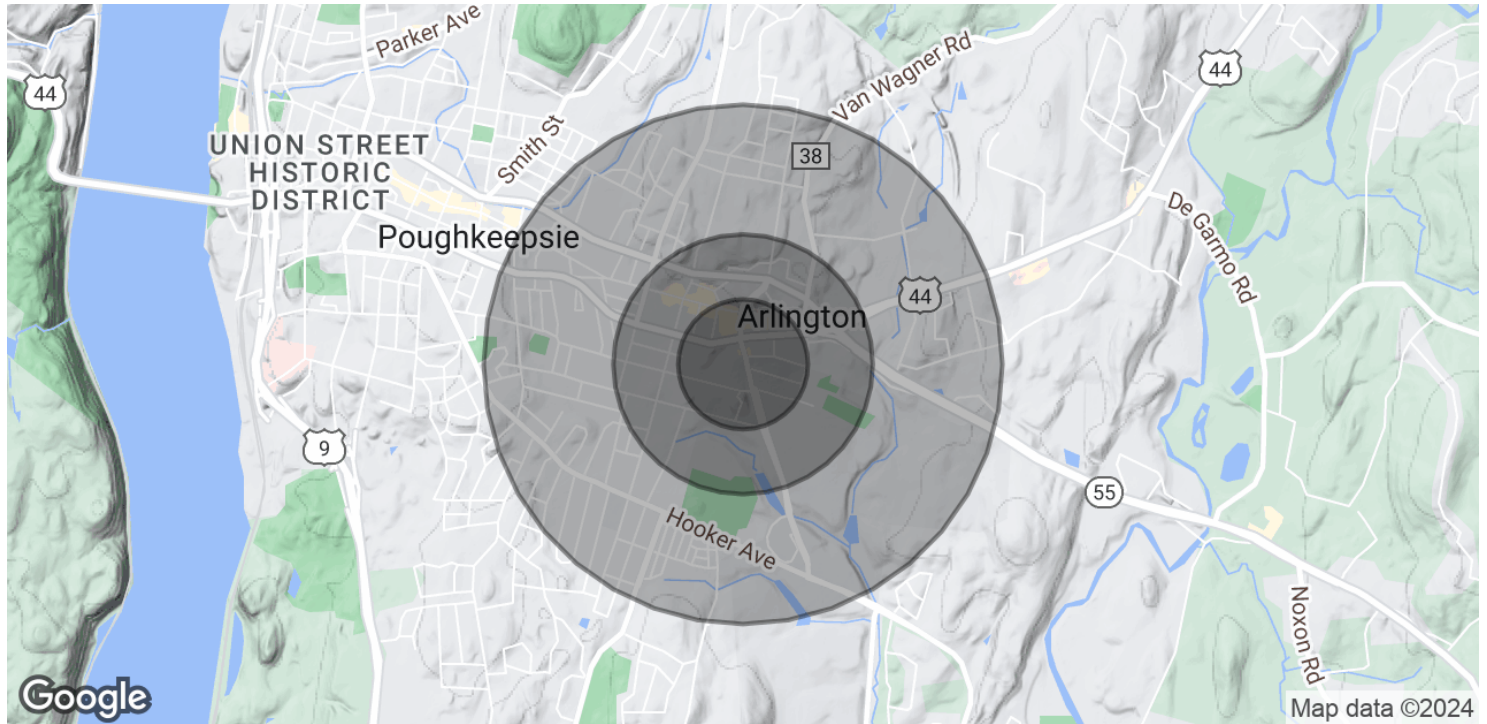 Parker Ave
44
Van Wagner Rd
44
UNION STREET
HISTORIC
DISTRICT
Smith St
38
De Garmo Rd
Poughkeepsie
44
Arlington
9
55
Hooker Ave
Noxon Rd
Google
Map data ©2024